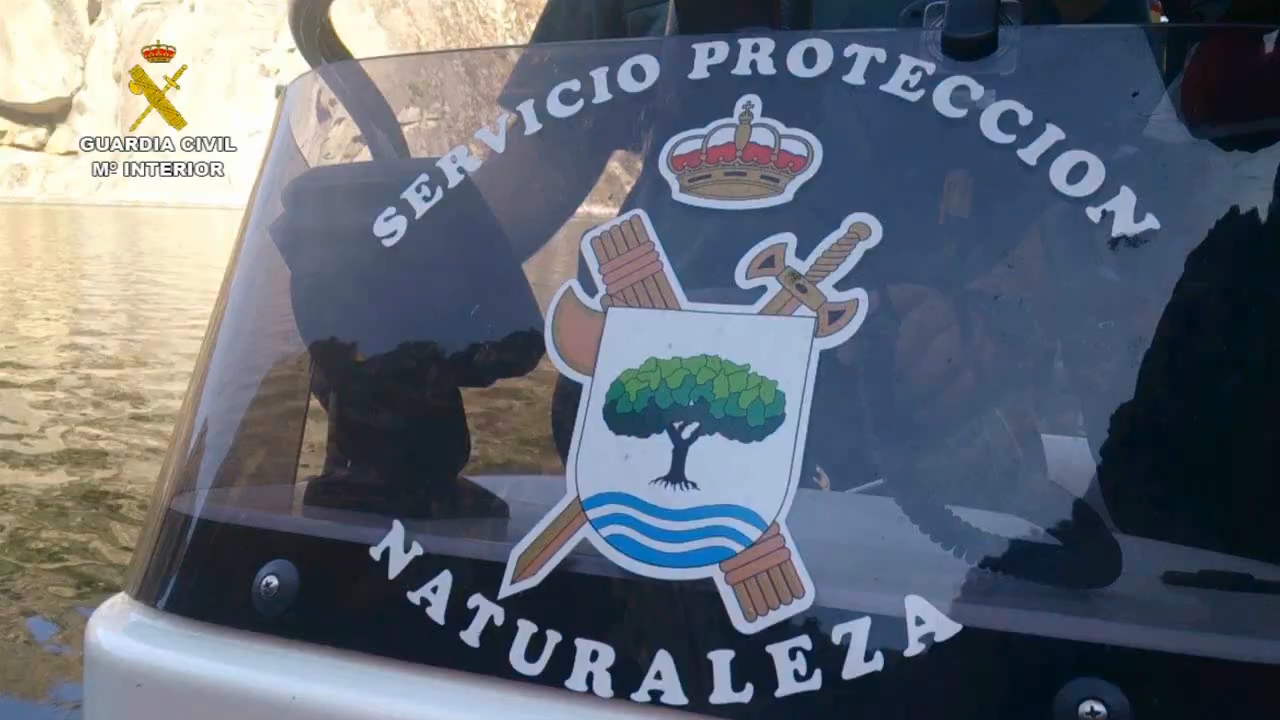 GUARDIA CIVIL
Mº INTERIOR
SERVICIO PROTECCION
NATURALEZA